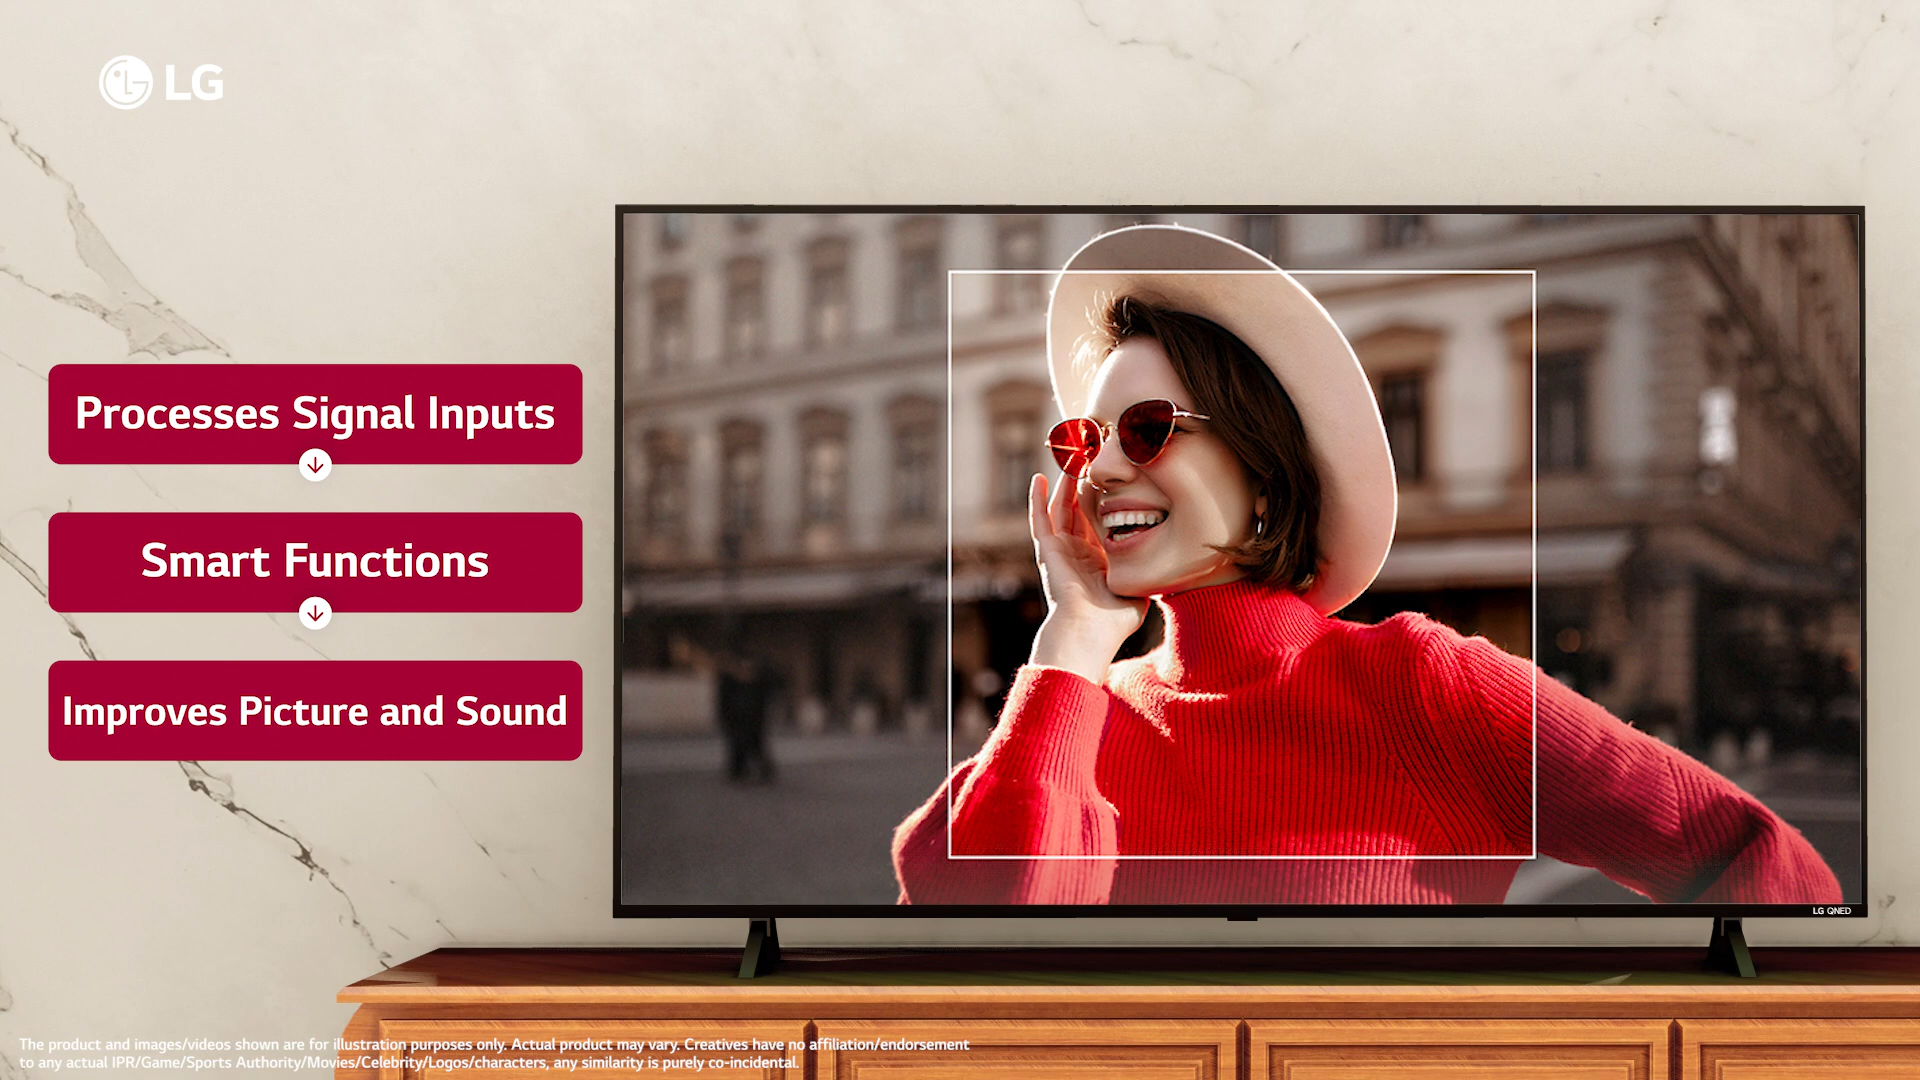 LG
Processes Signal Inputs
Smart Functions
Improves Picture and Sound
LG QNED
The product and images/videos shown are for illustration purposes only. Actual product may vary. Creatives have no affiliation/endorsement
to any actual IPR/Game/Sports Authority/Movies/Celebrity/Logos/characters, any similarity is purely co-incidental.